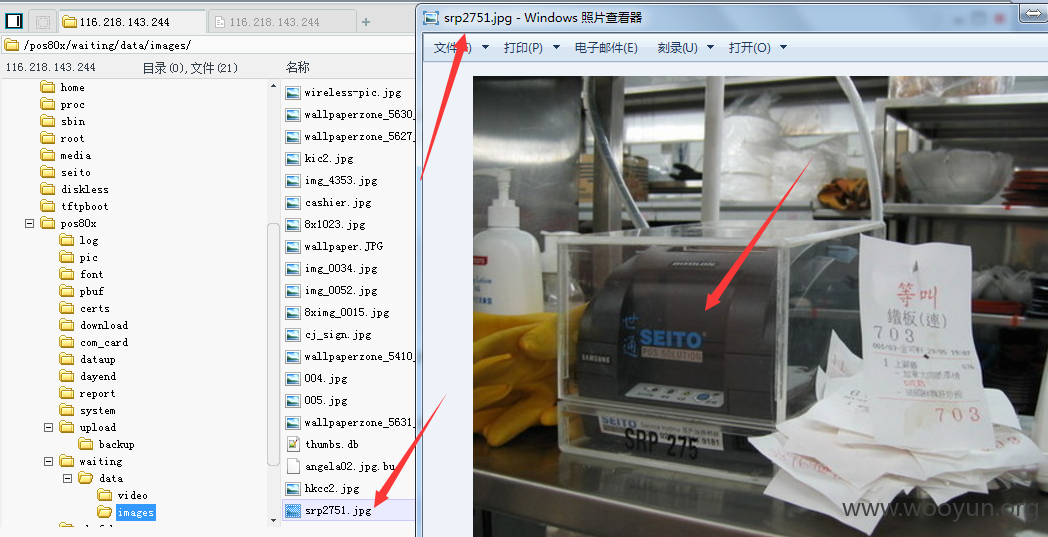 116.218.143.244
116.218.143.244
/pos80x/waiting/data/images/
116.218.143.244
目录(0),文件(21)
名称
home
proc
sbin
root
media
seito
diskless
tftpboot
pos80x
log
pic
font
pbuf
certs
download
com_card
dataup
dayend
report
system
upload
backup
waiting
data
video
images
wireless-pic.jpg
wallpaperzone_5630_
wallpaperzone_5627_
kic2.jpg
img_4353.jpg
cashier.jpg
8x1023.jpg
wallpaper.JPG
img_0034.jpg
img_0052.jpg
8ximg_0015.jpg
cj_sign.jpg
wallpaperzone_5410_
004.jpg
005.jpg
wallpaperzone_5631_
thumbs.db
angela02.jpg.bu
hkcc2.jpg
srp2751.jpg
srp2751.jpg - Windows 照片查看器
打印(P)
电子邮件(E)
刻录(U)
打开(O)
BIXOLON
世通
SEITO
POS SOLUTION
SAMSUNG
SEITO
SRP 275
等叫
鐵板(連)
703
703
www.wooyun.org